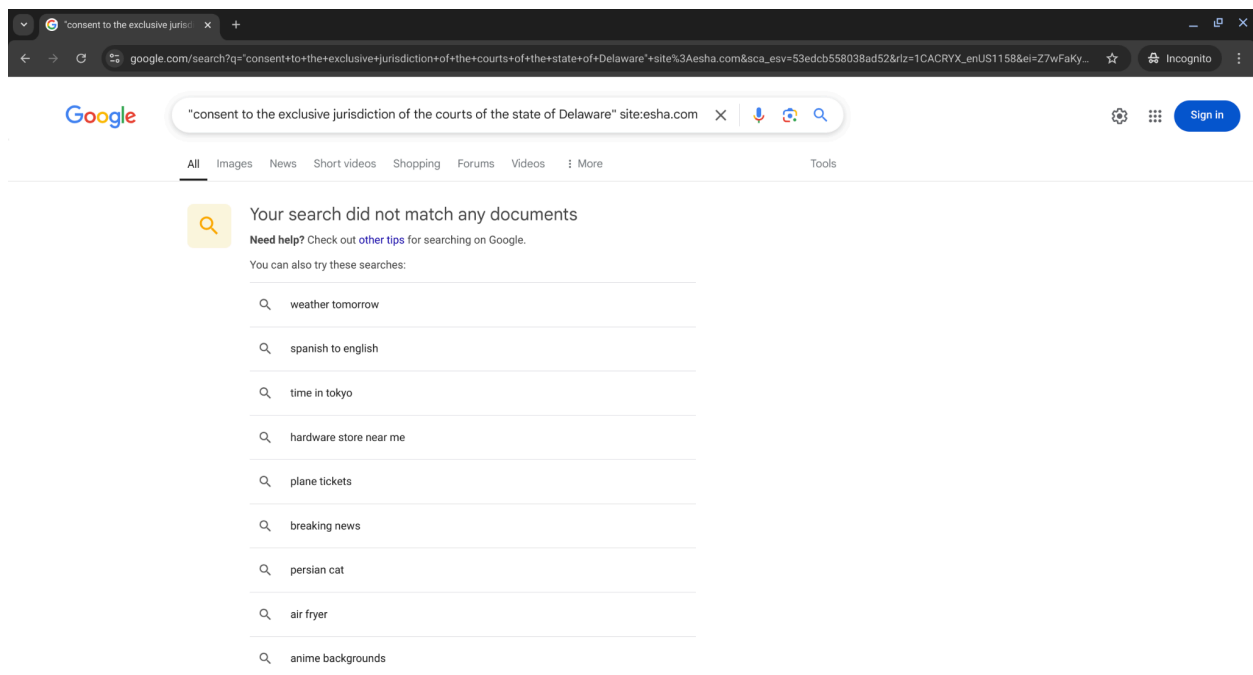 "consent to the exclusive jurisd
google.com/search?q="consent+to+the+exclusive+jurisdiction+of+the+courts+of+the+state+of+Delaware"+site%3Aesha.com&sca_esv=53edcb558038ad52&rlz=1CACRYX_enUS1158&ei=Z7wFaKy...
Incognito
Google
"consent to the exclusive jurisdiction of the courts of the state of Delaware" site:esha.com
Sign in
All Images News Short videos Shopping Forums Videos More Tools
Your search did not match any documents
Need help? Check out other tips for searching on Google.
You can also try these searches:
weather tomorrow
spanish to english
time in tokyo
hardware store near me
plane tickets
breaking news
persian cat
air fryer
anime backgrounds